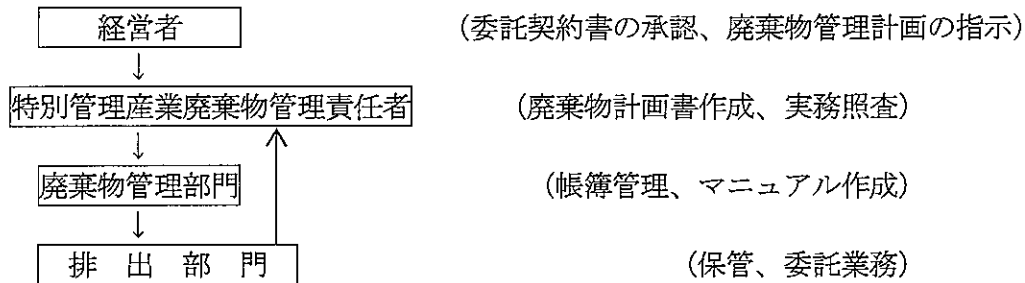 経営者 (委託契約書の承認、廃棄物管理計画の指示)
特別管理産業廃棄物管理責任者 (廃棄物計画書作成、実務照査)
廃棄物管理部門 (帳簿管理、マニュアル作成)
排 出 部 門 (保管、委託業務)